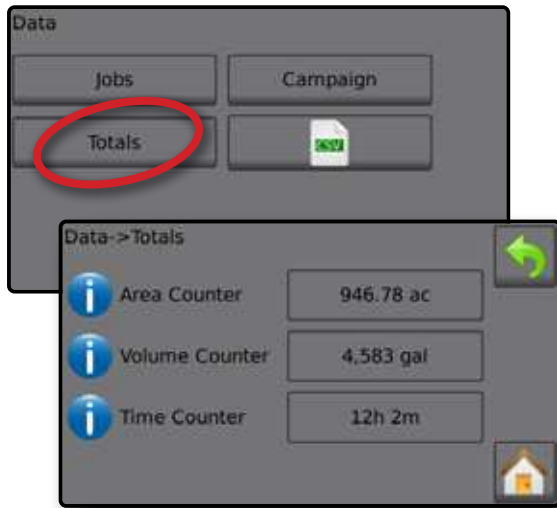 Data
Jobs
Campaign
Totals
CSV
Data->Totals
Area Counter
946.78 ac
Volume Counter
4,583 gal
Time Counter
12h 2m